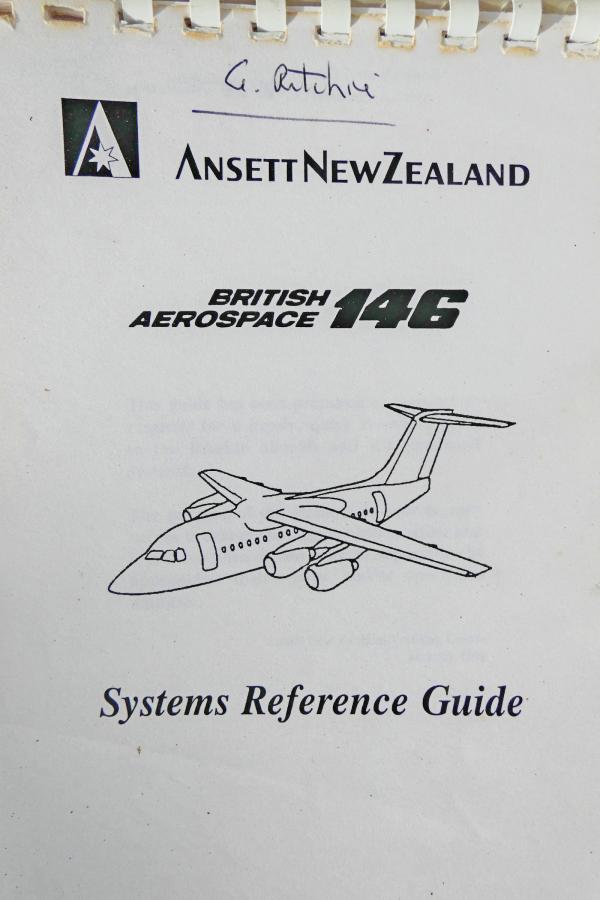 G. Ritchie
ANSETT NEW ZEALAND
BRITISH
AEROSPACE 146
Systems Reference Guide